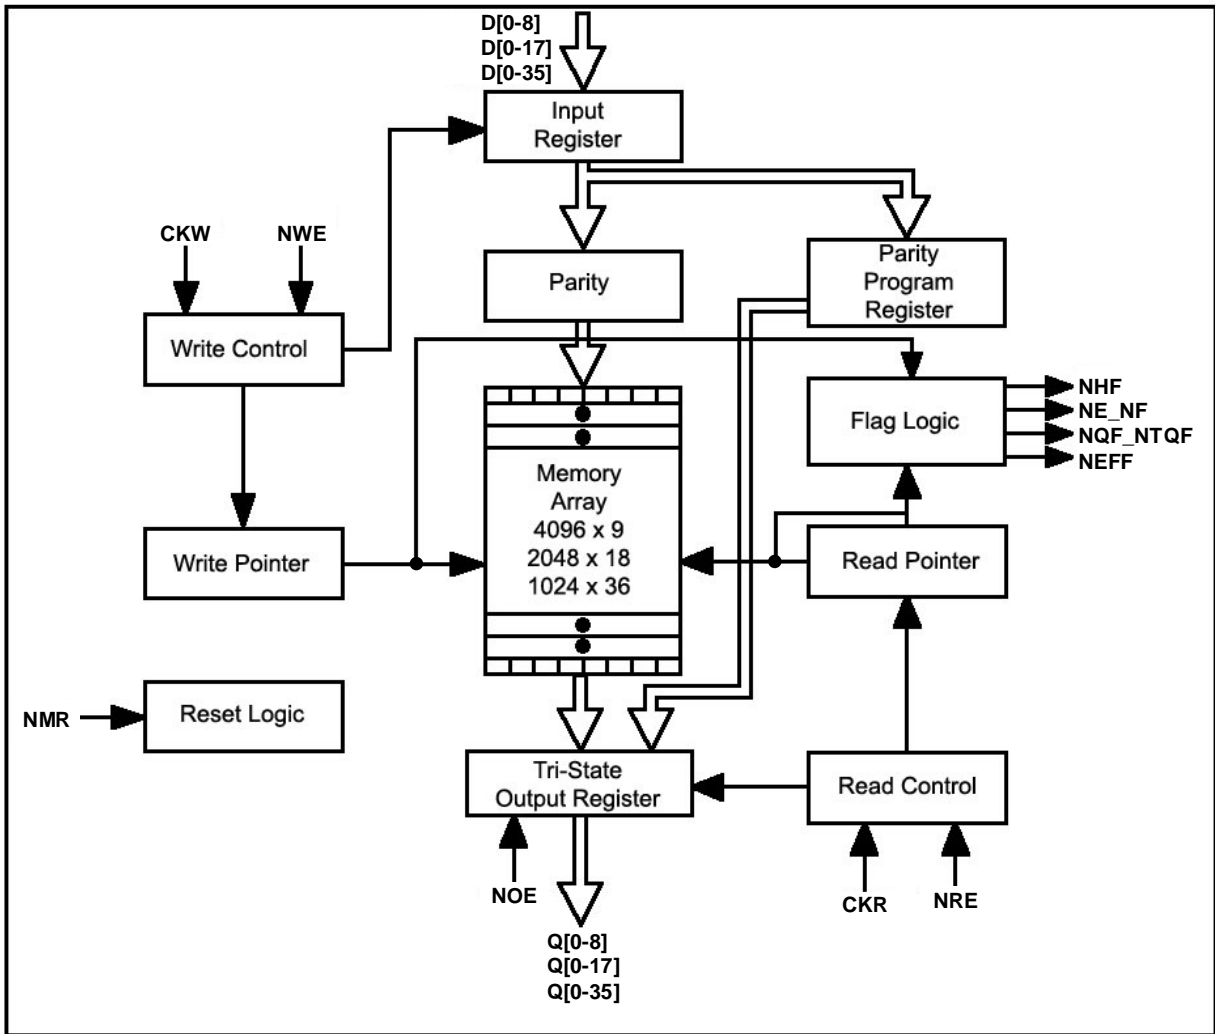 D[0-8]
D[0-17]
D[0-35]
Input
Register
CKW
NWE
Parity
Parity
Program
Register
Write Control
Flag Logic
NHF
NE_NF
NQF_NTQF
NEFF
Memory
Array
4096 x 9
2048 x 18
1024 x 36
Write Pointer
Read Pointer
NMR
Reset Logic
Tri-State
Output Register
Read Control
NOE
CKR
NRE
Q[0-8]
Q[0-17]
Q[0-35]